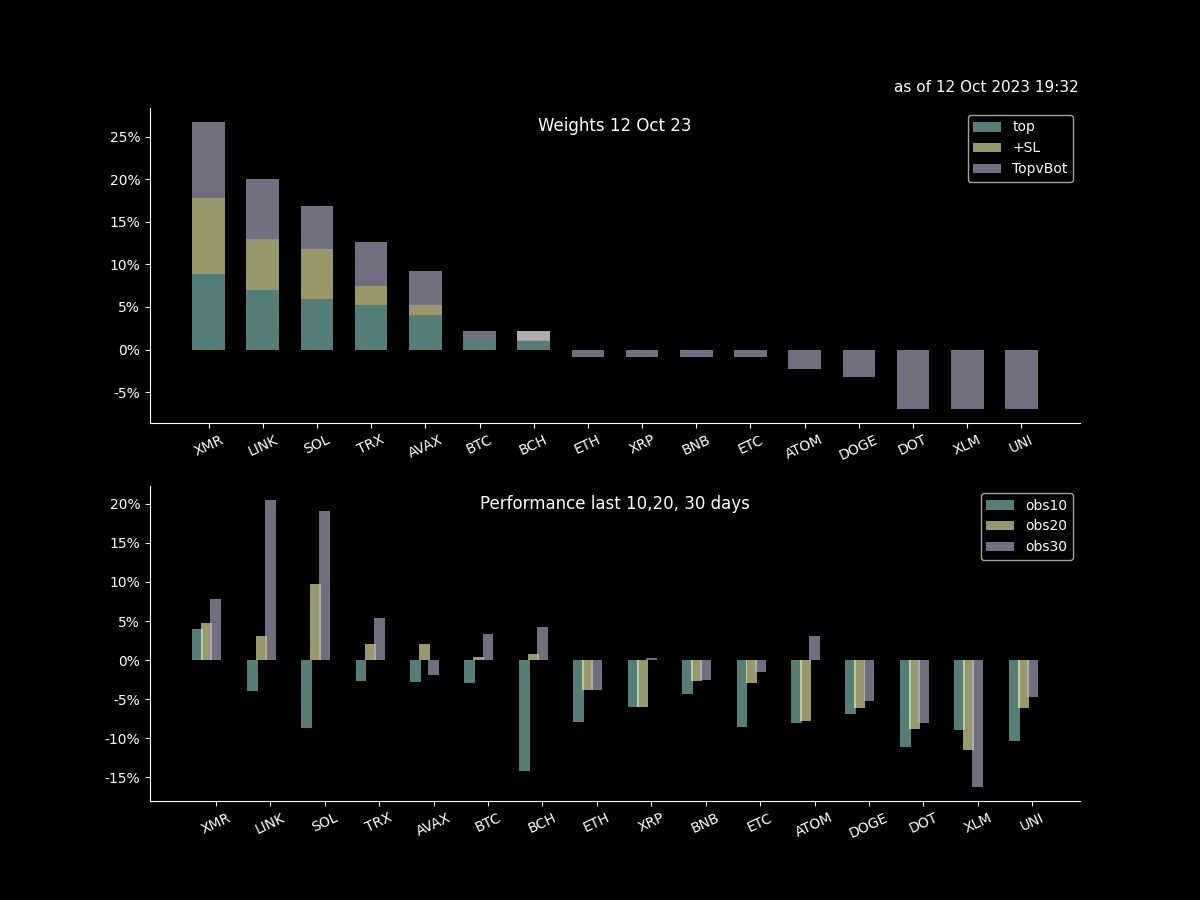 as of 12 Oct 2023 19:32
Weights 12 Oct 23
top
+SL
TopvBot
25%
20%
15%
10%
5%
0%
-5%
XMR LINK SOL TRX AVAX BTC BCH ETH XRP BNB ETC ATOM DOGE DOT XLM UNI
Performance last 10,20, 30 days
obs10
obs20
obs30
20%
15%
10%
5%
0%
-5%
-10%
-15%
XMR LINK SOL TRX AVAX BTC BCH ETH XRP BNB ETC ATOM DOGE DOT XLM UNI